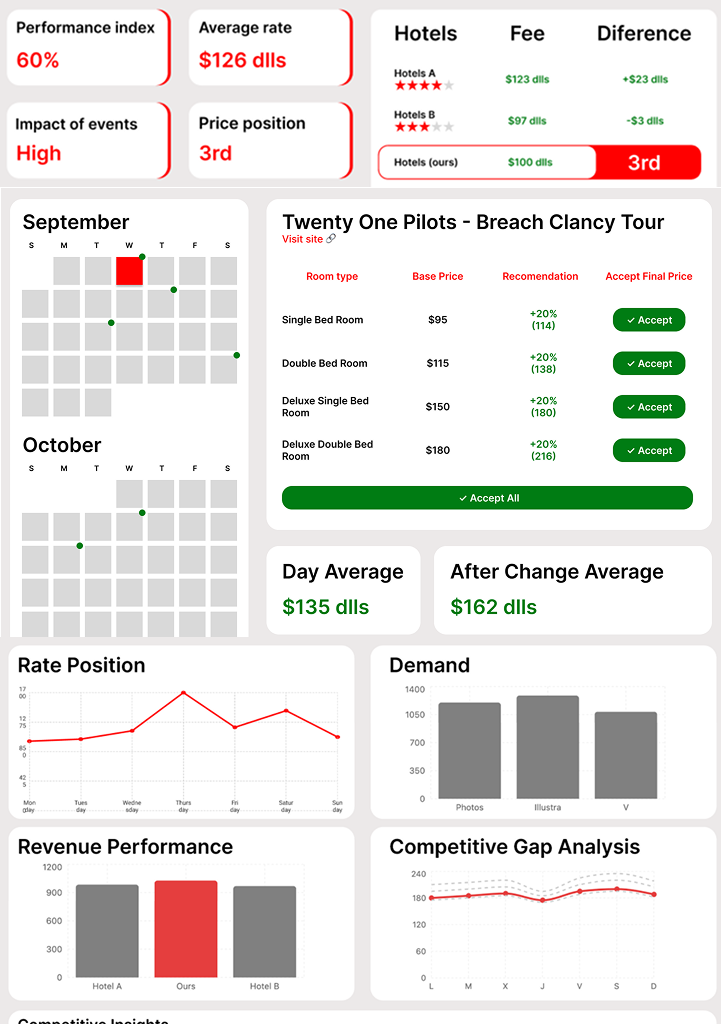 Performance index
60%
Average rate
$126 dlls
Impact of events
High
Price position
3rd
Hotels Fee Diference
Hotels A $123 dlls +$23 dlls
Hotels B $97 dlls -$3 dlls
Hotels (ours) $100 dlls 3rd
September
S M T W T F S
October
S M T W T F S
Twenty One Pilots - Breach Clancy Tour
Visit site
Room type Base Price Recomendation Accept Final Price
Single Bed Room $95 +20% (114) ✓ Accept
Double Bed Room $115 +20% (138) ✓ Accept
Deluxe Single Bed Room $150 +20% (180) ✓ Accept
Deluxe Double Bed Room $180 +20% (216) ✓ Accept
✓ Accept All
Day Average
$135 dlls
After Change Average
$162 dlls
Rate Position
17
00
12
75
85
0
42
5
Mon
day
Tues
day
Wedne
sday
Thurs
day
Fri
day
Satur
day
Sun
day
Demand
1400
1050
700
350
0
Photos Illustra V
Revenue Performance
1200
900
600
300
0
Hotel A Ours Hotel B
Competitive Gap Analysis
240
180
120
60
0
L M X J V S D
Competitive Insights